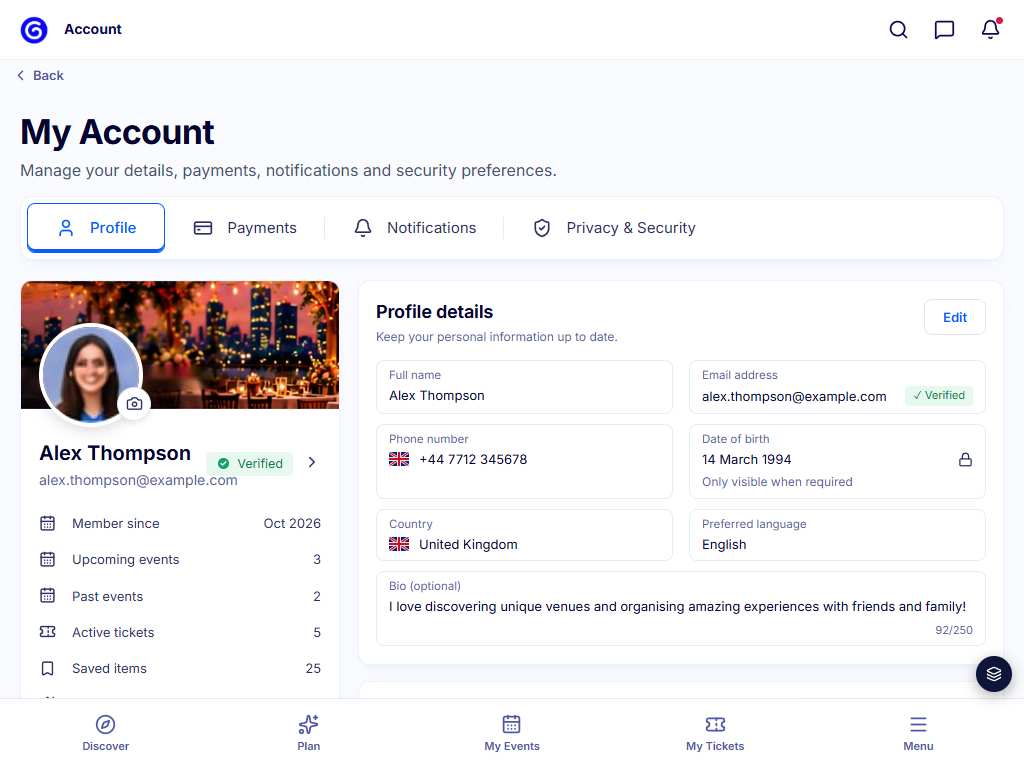 Account
Back
My Account
Manage your details, payments, notifications and security preferences.
Profile
Payments
Notifications
Privacy & Security
Alex Thompson
Verified
alex.thompson@example.com
Member since Oct 2026
Upcoming events 3
Past events 2
Active tickets 5
Saved items 25
Profile details
Keep your personal information up to date.
Edit
Full name
Alex Thompson
Email address
alex.thompson@example.com
✓ Verified
Phone number
+44 7712 345678
Date of birth
14 March 1994
Only visible when required
Country
United Kingdom
Preferred language
English
Bio (optional)
I love discovering unique venues and organising amazing experiences with friends and family!
92/250
Discover
Plan
My Events
My Tickets
Menu